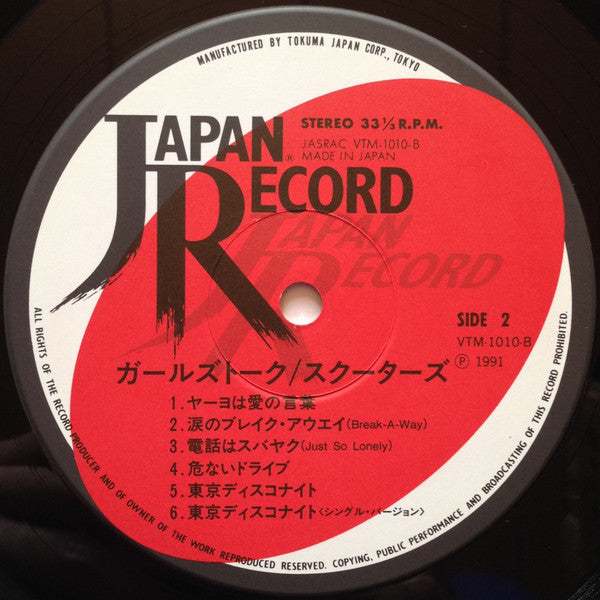 MANUFACTURED BY TOKUMA JAPAN CORP., TOKYO
JAPAN®
RECORD
STEREO 33 1/3 R.P.M.
JASRAC VTM-1010-B
MADE IN JAPAN
JAPAN
RECORD
SIDE 2
VTM-1010-B
Ⓟ 1991
ガールズトーク/スクーターズ
1.ヤーヨは愛の言葉
2.涙のブレイク・アウエイ(Break-A-Way)
3.電話はスバヤク(Just So Lonely)
4.危ないドライブ
5.東京ディスコナイト
6.東京ディスコナイト〈シングル・バージョン〉
ALL RIGHTS OF THE RECORD PRODUCER AND OF OWNER OF THE WORK REPRODUCED RESERVED. COPYING, PUBLIC PERFORMANCE AND BROADCASTING OF THIS RECORD PROHIBITED.